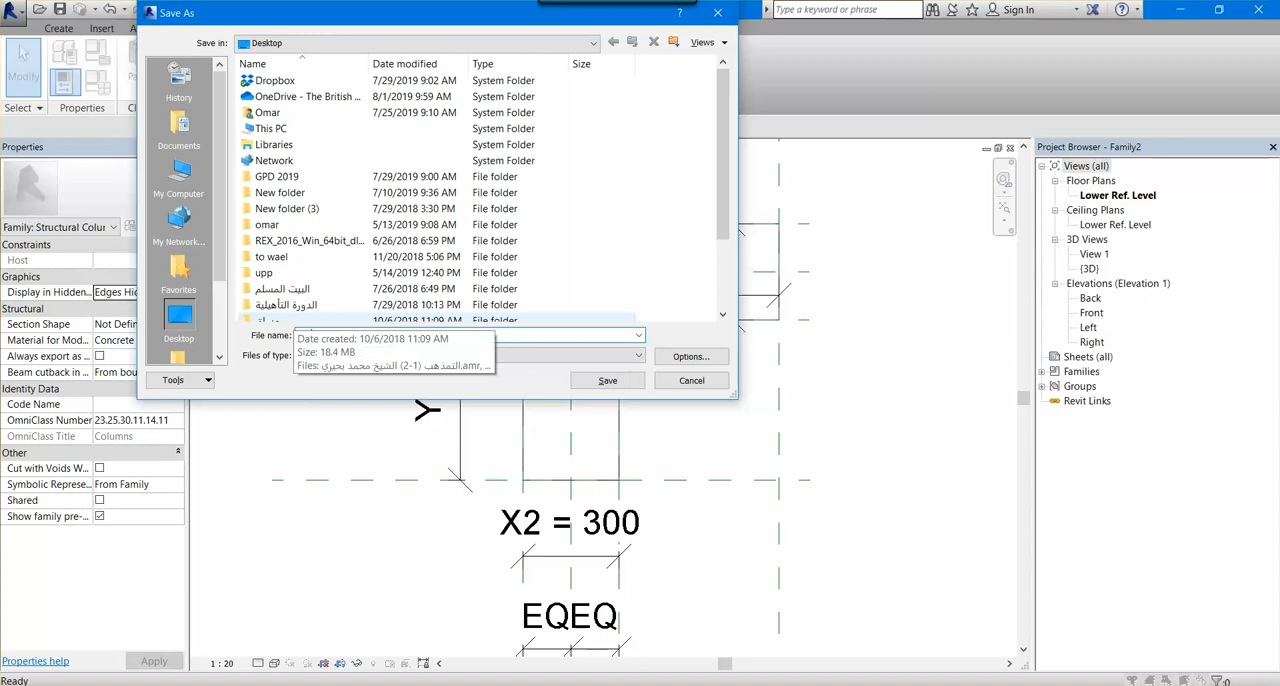 Save As
Type a keyword or phrase
Sign In
Create
Insert
Save in:
Desktop
Views
Modify
Select
Properties
Name
Date modified
Type
Size
Dropbox 7/29/2019 9:02 AM System Folder
OneDrive - The British ... 8/1/2019 9:59 AM System Folder
Omar 7/25/2019 9:10 AM System Folder
This PC System Folder
Libraries System Folder
Network System Folder
GPD 2019 7/29/2019 9:00 AM File folder
New folder 7/10/2019 9:36 AM File folder
New folder (3) 7/29/2018 3:30 PM File folder
omar 5/13/2019 9:08 AM File folder
REX_2016_Win_64bit_dl... 6/26/2018 6:59 PM File folder
to wael 11/20/2018 5:06 PM File folder
upp 5/14/2019 12:40 PM File folder
البيت المسلم 7/26/2018 6:49 PM File folder
الدورة التأهيلية 7/29/2018 10:13 PM File folder
10/6/2018 11:09 AM File folder
History
Documents
My Computer
My Network...
Favorites
Desktop
File name:
Files of type:
Date created: 10/6/2018 11:09 AM
Size: 18.4 MB
Files: التمذهب (1-2) الشيخ محمد بحيري.amr, ...
Options...
Tools
Save
Cancel
Properties
Family: Structural Colur
Constraints
Host
Graphics
Display in Hidden... Edges Hid
Structural
Section Shape Not Defin
Material for Mod... Concrete
Always export as ...
Beam cutback in ... From bou
Identity Data
Code Name
OmniClass Number 23.25.30.11.14.11
OmniClass Title Columns
Other
Cut with Voids W...
Symbolic Represe... From Family
Shared
Show family pre-...
Properties help
Apply
Ready
Y
X2 = 300
EQEQ
1 : 20
Project Browser - Family2
Views (all)
Floor Plans
Lower Ref. Level
Ceiling Plans
Lower Ref. Level
3D Views
View 1
{3D}
Elevations (Elevation 1)
Back
Front
Left
Right
Sheets (all)
Families
Groups
Revit Links
:0